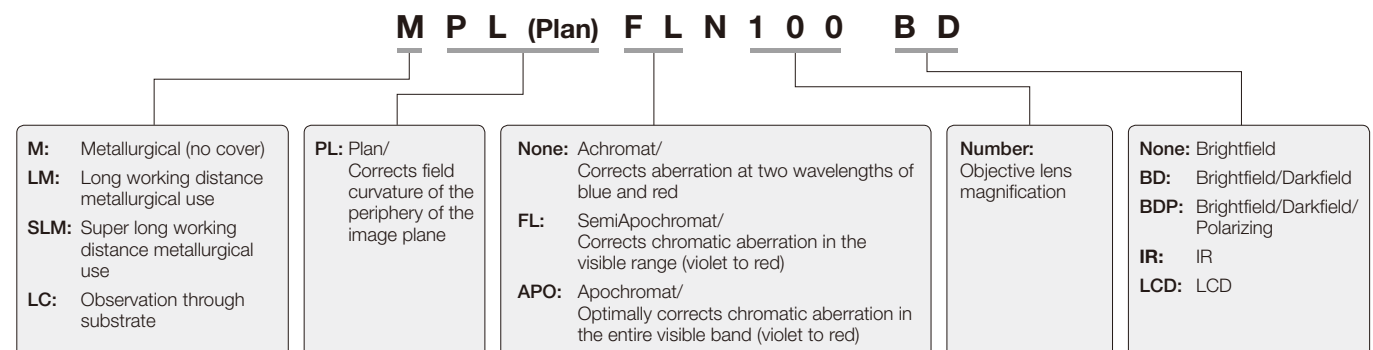 M P L (Plan) F L N 1 0 0 B D
M: Metallurgical (no cover)
LM: Long working distance
metallurgical use
SLM: Super long working
distance metallurgical
use
LC: Observation through
substrate
PL: Plan/
Corrects field
curvature of the
periphery of the
image plane
None: Achromat/
Corrects aberration at two wavelengths of
blue and red
FL: SemiApochromat/
Corrects chromatic aberration in the
visible range (violet to red)
APO: Apochromat/
Optimally corrects chromatic aberration in
the entire visible band (violet to red)
Number:
Objective lens
magnification
None: Brightfield
BD: Brightfield/Darkfield
BDP: Brightfield/Darkfield/
Polarizing
IR: IR
LCD: LCD